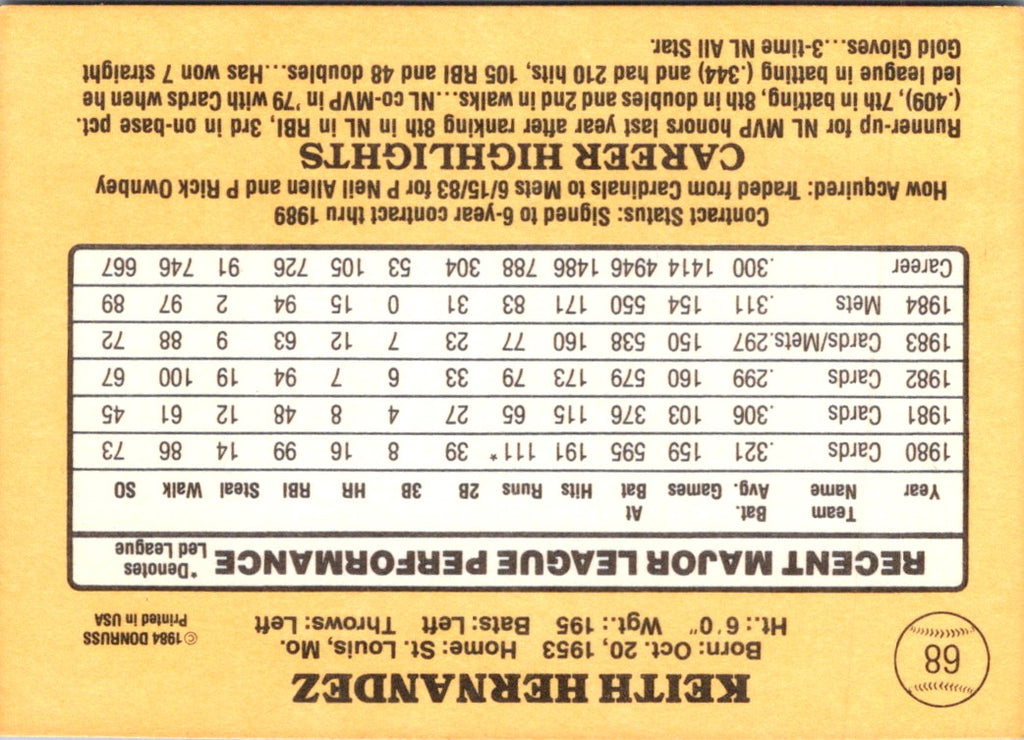 68
KEITH HERNANDEZ
Born: Oct. 20, 1953 Home: St. Louis, Mo.
Ht.: 6'0" Wgt.: 195 Bats: Left Throws: Left
©1984 DONRUSS
Printed in USA
RECENT MAJOR LEAGUE PERFORMANCE *Denotes Led League
Year Team Name Bat. Avg. Games At Bat Hits Runs 2B 3B HR RBI Steal Walk SO
1980 Cards .321 159 595 191 111* 39 8 16 99 14 86 73
1981 Cards .306 103 376 115 65 27 4 8 48 12 61 45
1982 Cards .299 160 579 173 79 33 6 7 94 19 100 67
1983 Cards/Mets .297 150 538 160 77 23 7 12 63 9 88 72
1984 Mets .311 154 550 171 83 31 0 15 94 2 97 89
Career .300 1414 4946 1486 788 304 53 105 726 91 746 667
Contract Status: Signed to 6-year contract thru 1989
How Acquired: Traded from Cardinals to Mets 6/15/83 for P Neil Allen and P Rick Ownbey
CAREER HIGHLIGHTS
Runner-up for NL MVP honors last year after ranking 8th in NL in RBI, 3rd in on-base pct.
(.409), 7th in batting, 8th in doubles and 2nd in walks...NL co-MVP in '79 with Cards when he
led league in batting (.344) and had 210 hits, 105 RBI and 48 doubles...Has won 7 straight
Gold Gloves...3-time NL All Star.